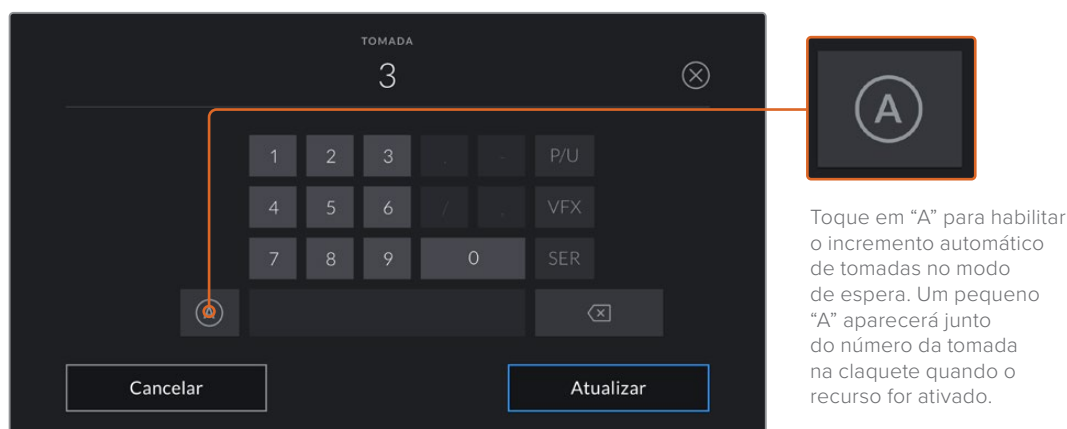 TOMADA
3
1 2 3 . - P/U
4 5 6 / , VFX
7 8 9 0 SER
A
Cancelar
Atualizar
A
Toque em “A” para habilitar
o incremento automático
de tomadas no modo
de espera. Um pequeno
“A” aparecerá junto
do número da tomada
na claquete quando o
recurso for ativado.